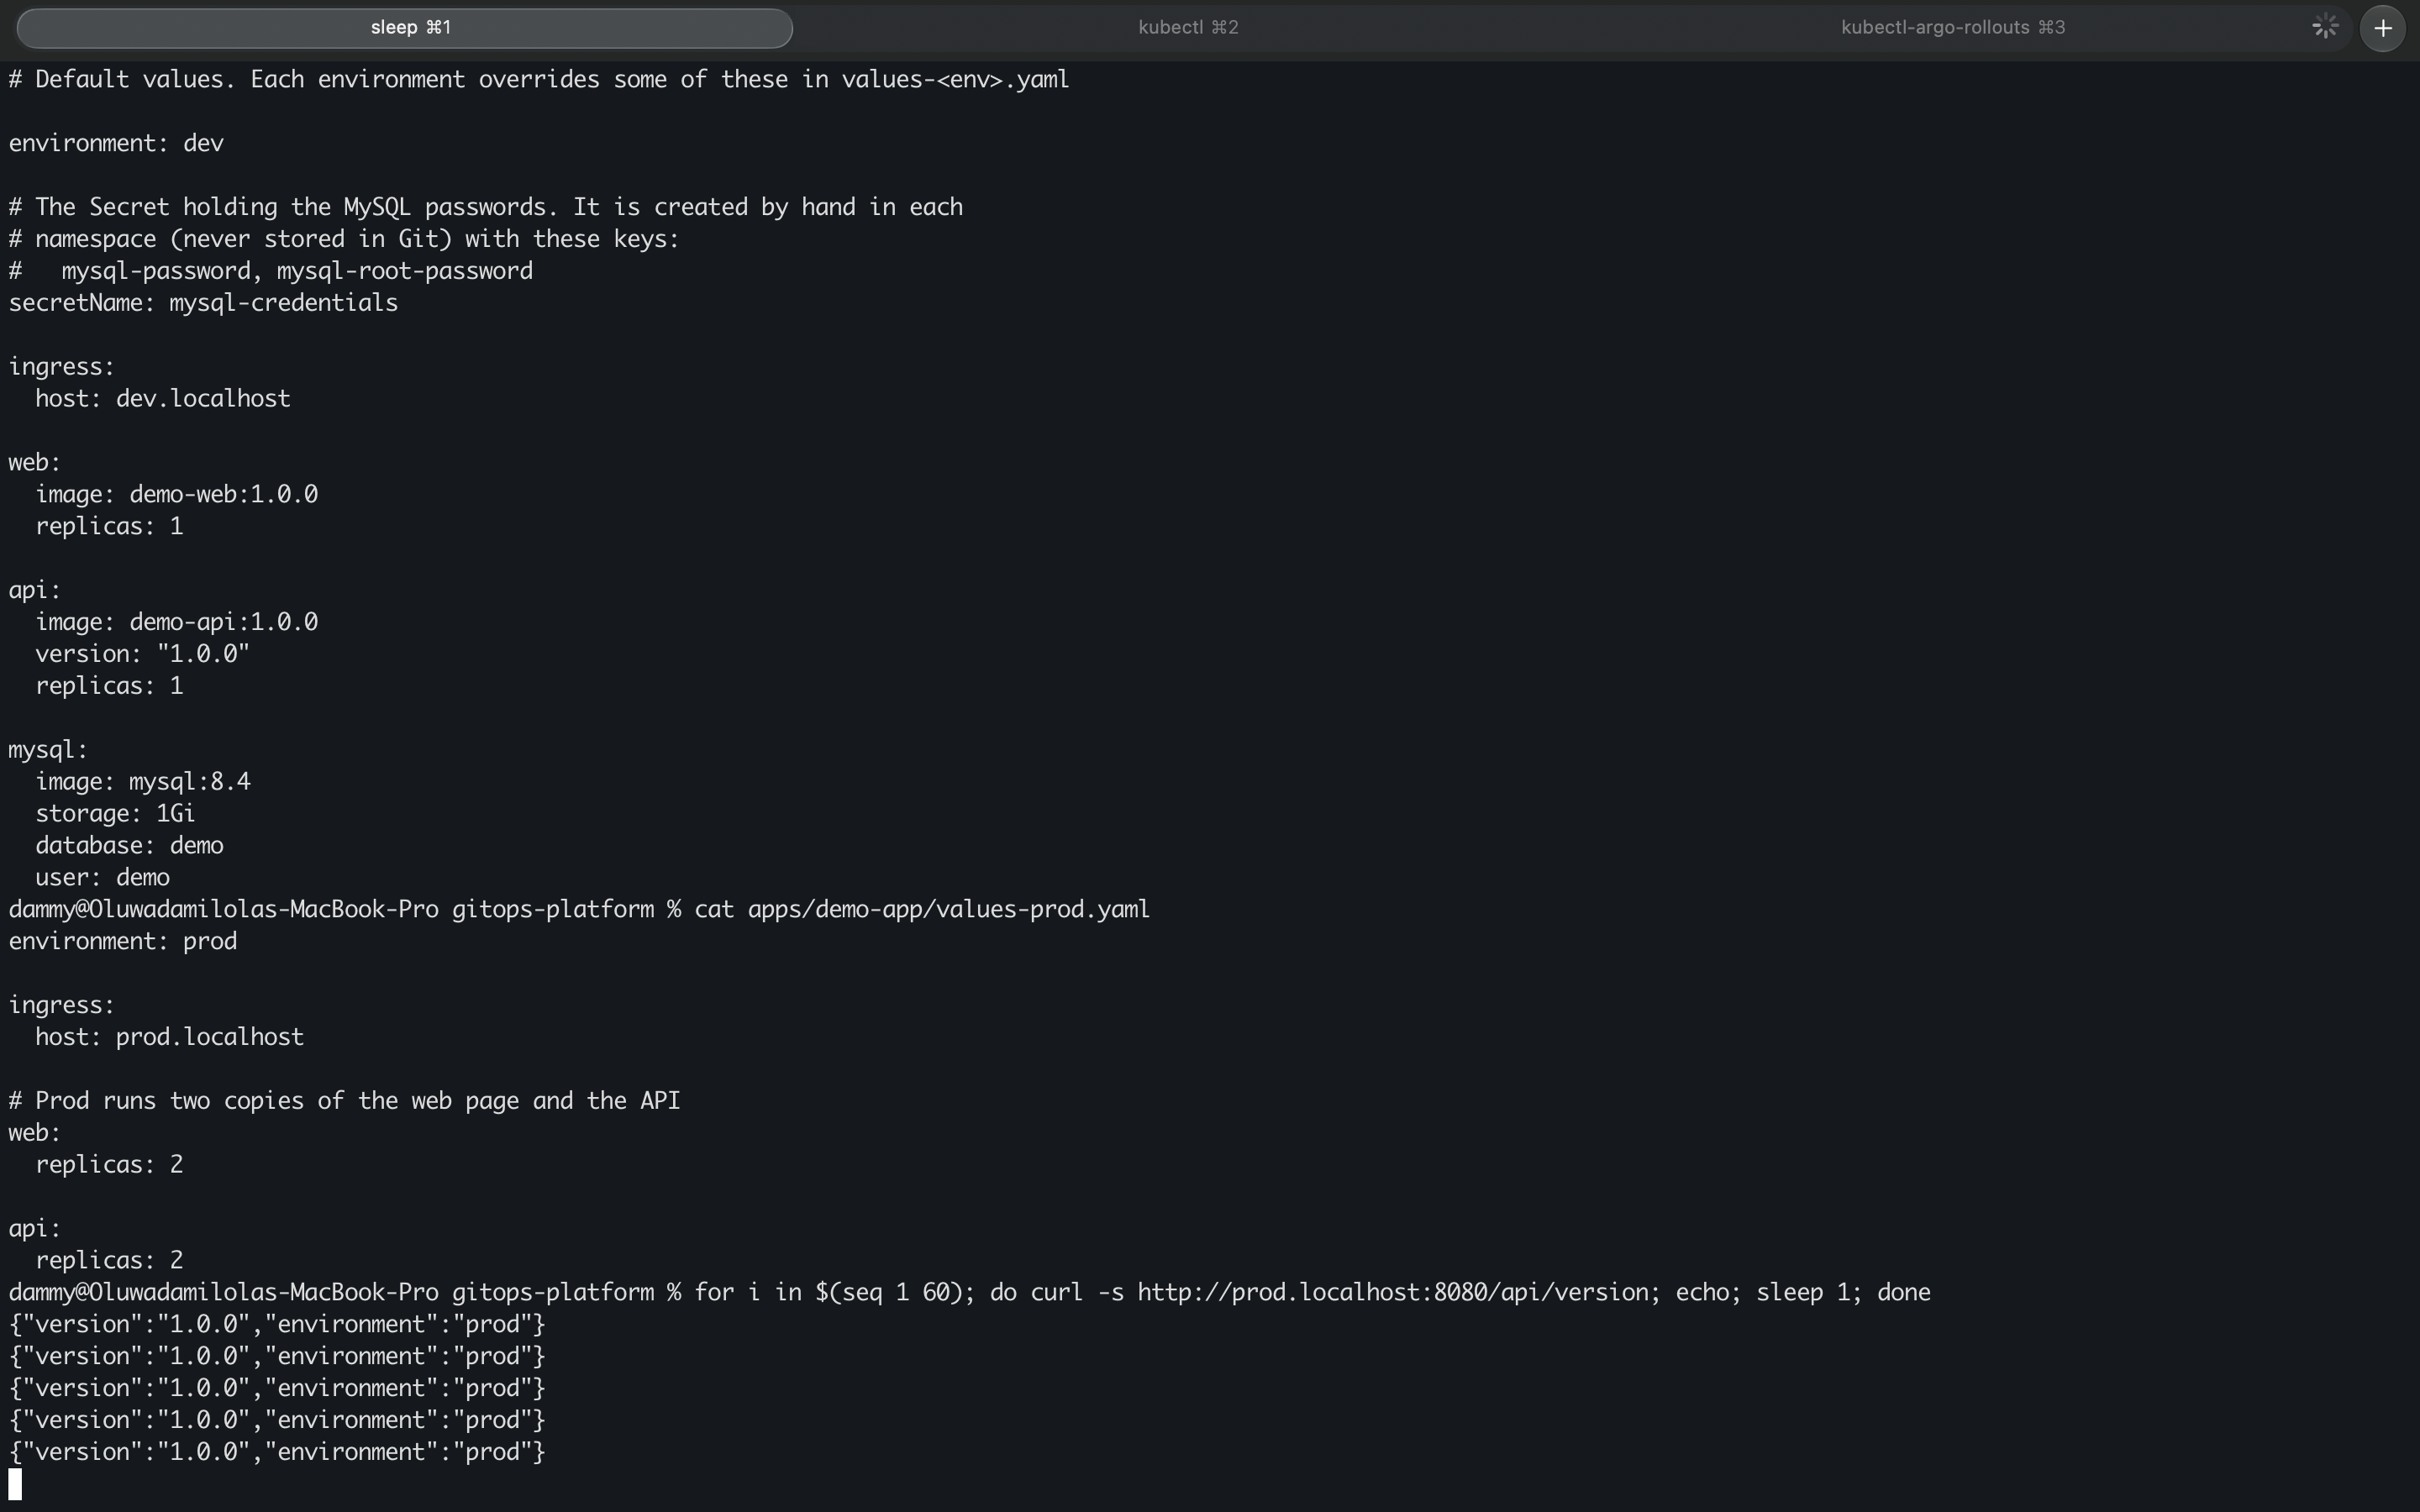 sleep ⌘1
kubectl ⌘2
kubectl-argo-rollouts ⌘3
# Default values. Each environment overrides some of these in values-<env>.yaml
environment: dev
# The Secret holding the MySQL passwords. It is created by hand in each
# namespace (never stored in Git) with these keys:
#   mysql-password, mysql-root-password
secretName: mysql-credentials
ingress:
  host: dev.localhost
web:
  image: demo-web:1.0.0
  replicas: 1
api:
  image: demo-api:1.0.0
  version: "1.0.0"
  replicas: 1
mysql:
  image: mysql:8.4
  storage: 1Gi
  database: demo
  user: demo
dammy@Oluwadamilolas-MacBook-Pro gitops-platform % cat apps/demo-app/values-prod.yaml
environment: prod
ingress:
  host: prod.localhost
# Prod runs two copies of the web page and the API
web:
  replicas: 2
api:
  replicas: 2
dammy@Oluwadamilolas-MacBook-Pro gitops-platform % for i in $(seq 1 60); do curl -s http://prod.localhost:8080/api/version; echo; sleep 1; done
{"version":"1.0.0","environment":"prod"}
{"version":"1.0.0","environment":"prod"}
{"version":"1.0.0","environment":"prod"}
{"version":"1.0.0","environment":"prod"}
{"version":"1.0.0","environment":"prod"}